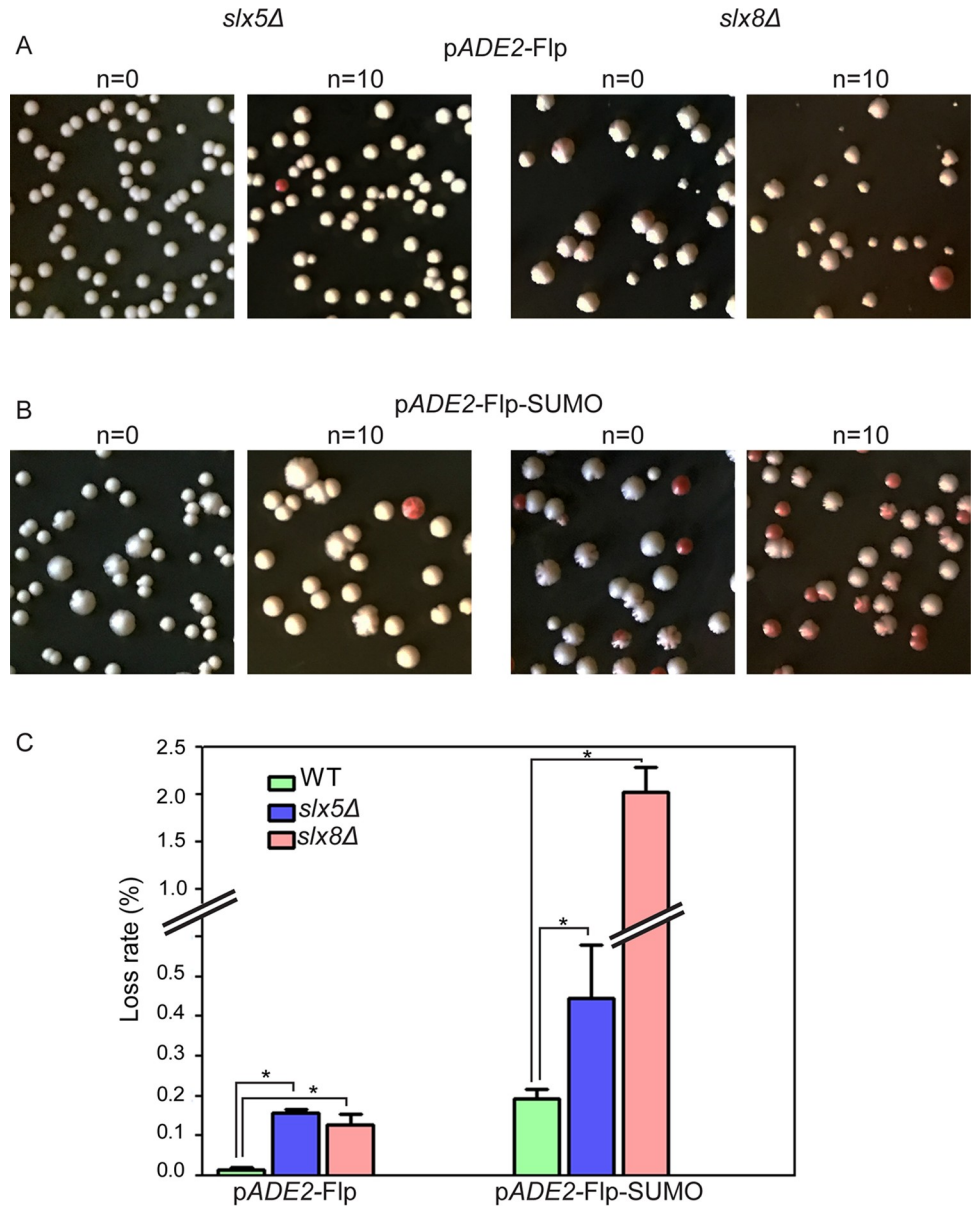 slx5Δ slx8Δ
A
pADE2-Flp
n=0 n=10 n=0 n=10
B
pADE2-Flp-SUMO
n=0 n=10 n=0 n=10
C
WT
slx5Δ
slx8Δ
Loss rate (%)
2.5
2.0
1.5
1.0
0.5
0.4
0.3
0.2
0.1
0.0
* * * *
pADE2-Flp pADE2-Flp-SUMO